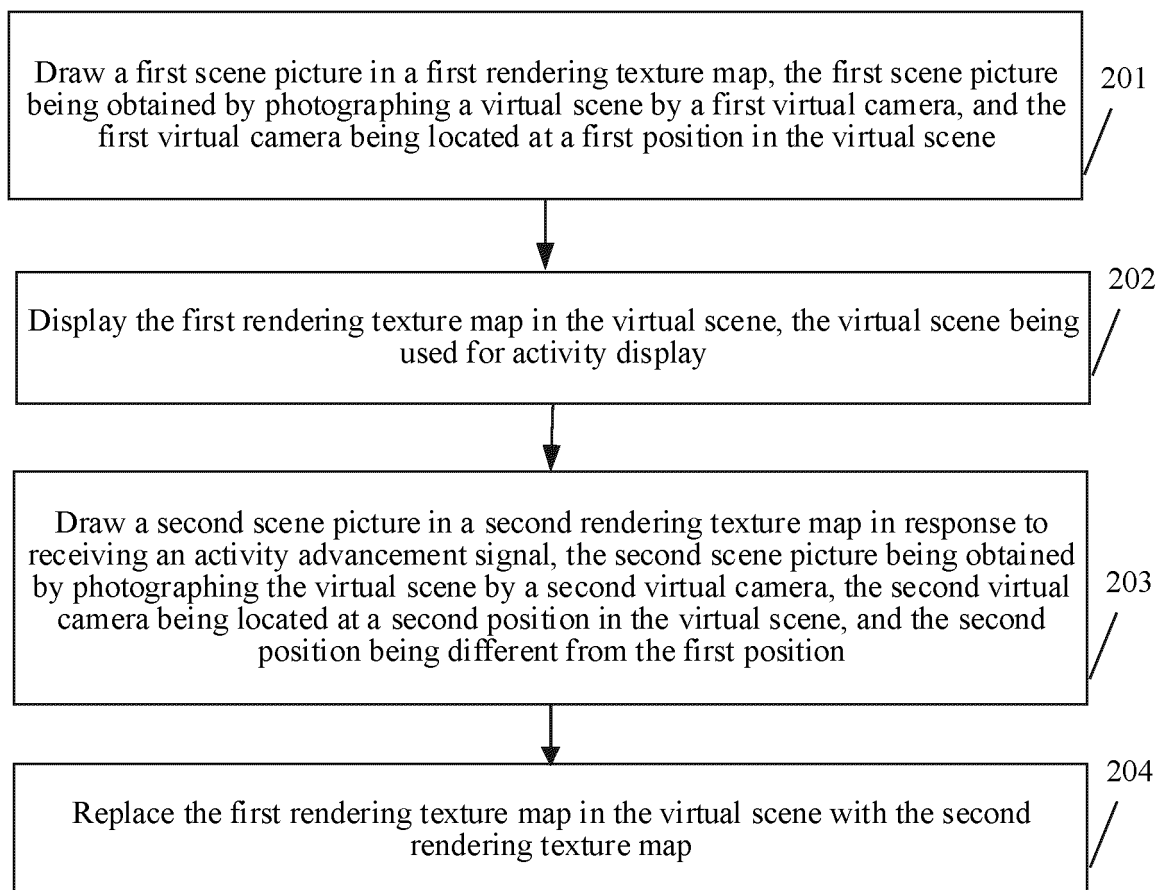 Draw a first scene picture in a first rendering texture map, the first scene picture
being obtained by photographing a virtual scene by a first virtual camera, and the
first virtual camera being located at a first position in the virtual scene
201
Display the first rendering texture map in the virtual scene, the virtual scene being
used for activity display
202
Draw a second scene picture in a second rendering texture map in response to
receiving an activity advancement signal, the second scene picture being obtained
by photographing the virtual scene by a second virtual camera, the second virtual
camera being located at a second position in the virtual scene, and the second
position being different from the first position
203
Replace the first rendering texture map in the virtual scene with the second
rendering texture map
204